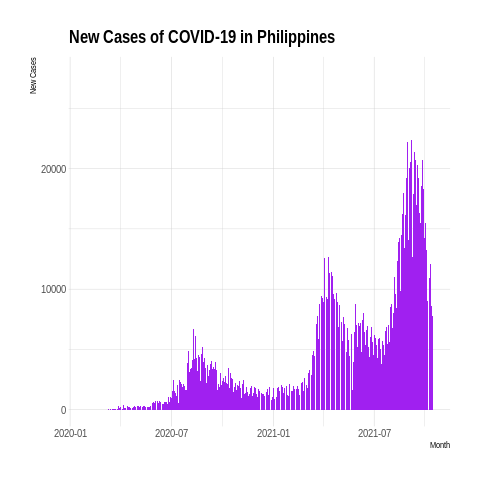 New Cases of COVID-19 in Philippines
New Cases
20000
10000
0
2020-01 2020-07 2021-01 2021-07
Month